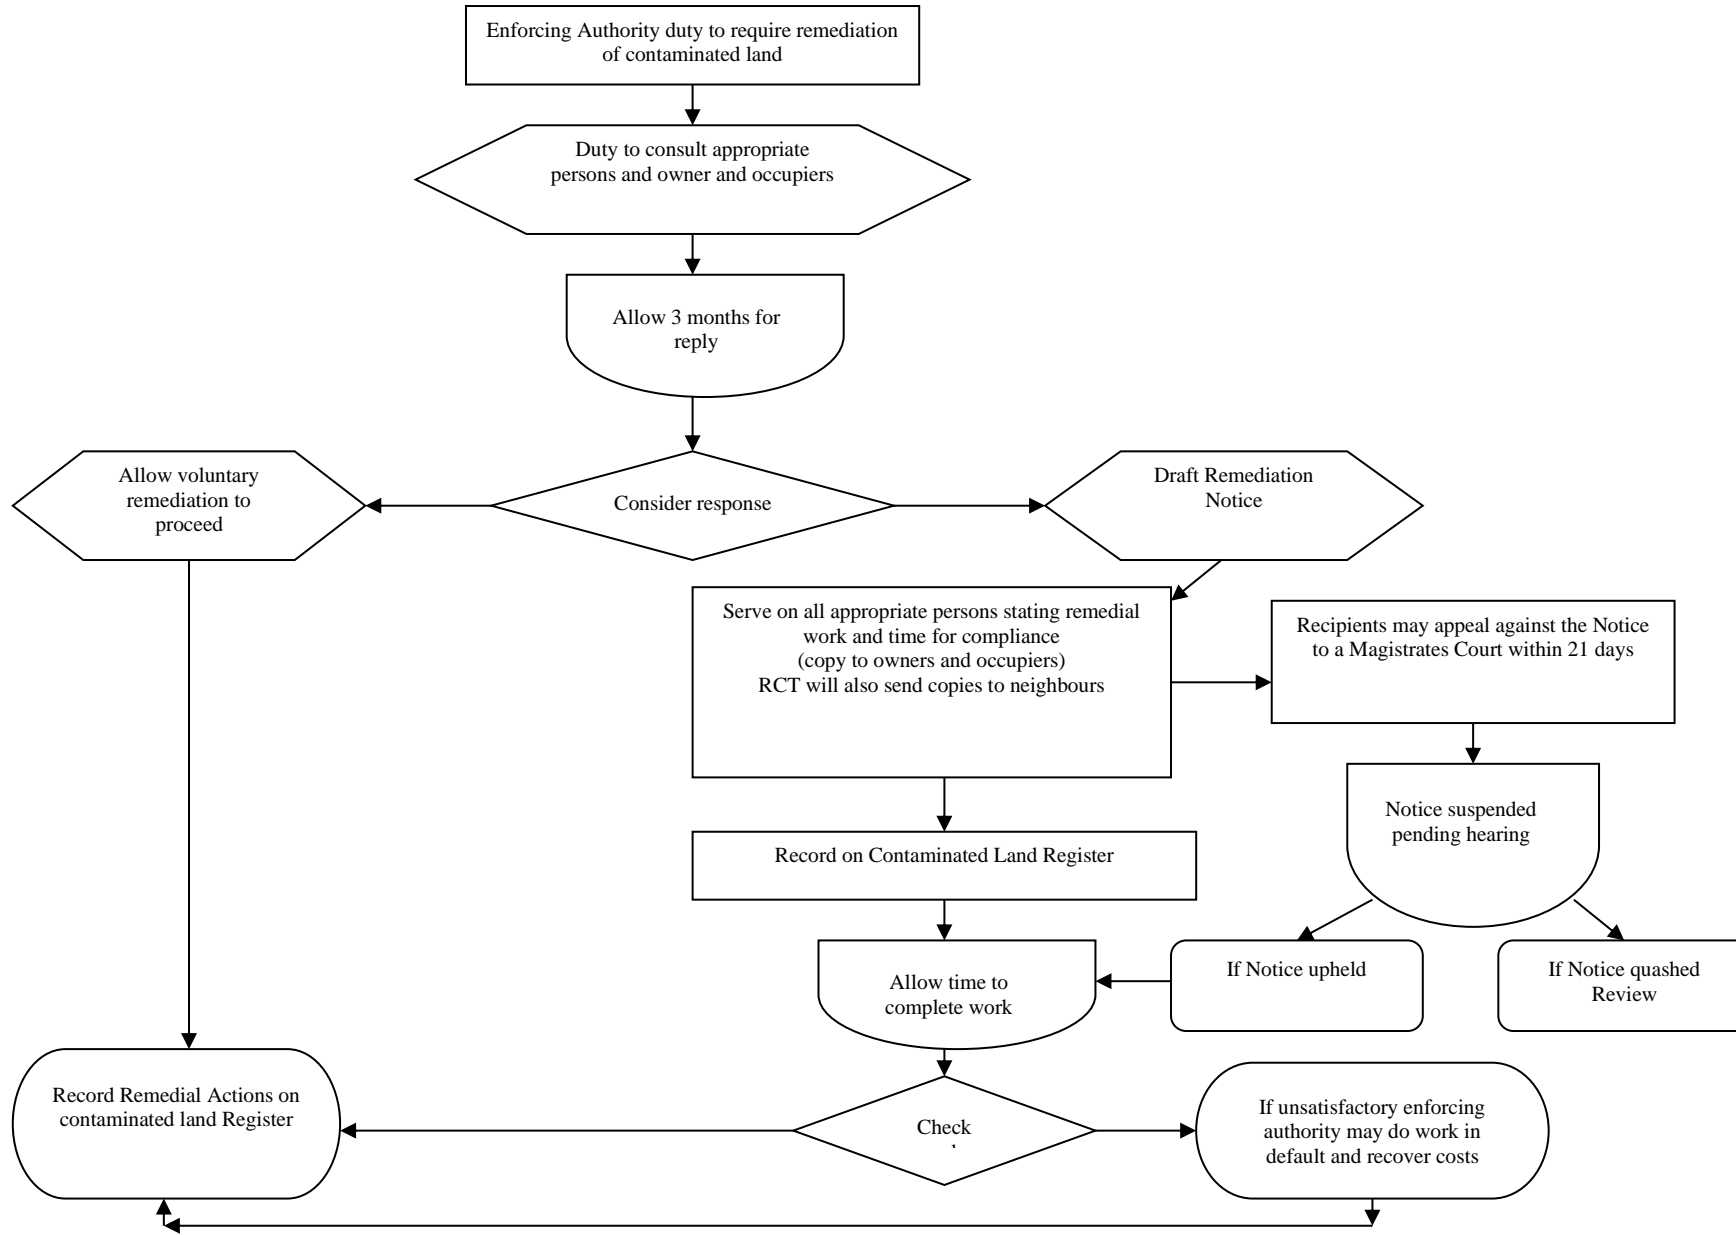 Enforcing Authority duty to require remediation
of contaminated land
Duty to consult appropriate
persons and owner and occupiers
Allow 3 months for
reply
Allow voluntary
remediation to
proceed
Consider response
Draft Remediation
Notice
Serve on all appropriate persons stating remedial
work and time for compliance
(copy to owners and occupiers)
RCT will also send copies to neighbours
Recipients may appeal against the Notice
to a Magistrates Court within 21 days
Notice suspended
pending hearing
Record on Contaminated Land Register
If Notice upheld
If Notice quashed
Review
Allow time to
complete work
Record Remedial Actions on
contaminated land Register
Check
If unsatisfactory enforcing
authority may do work in
default and recover costs